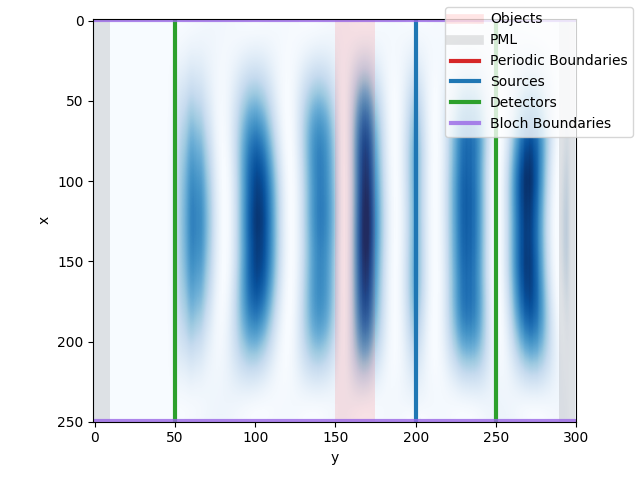 Objects
PML
Periodic Boundaries
Sources
Detectors
Bloch Boundaries
0
50
100
150
200
250
x
0
50
100
150
200
250
300
y